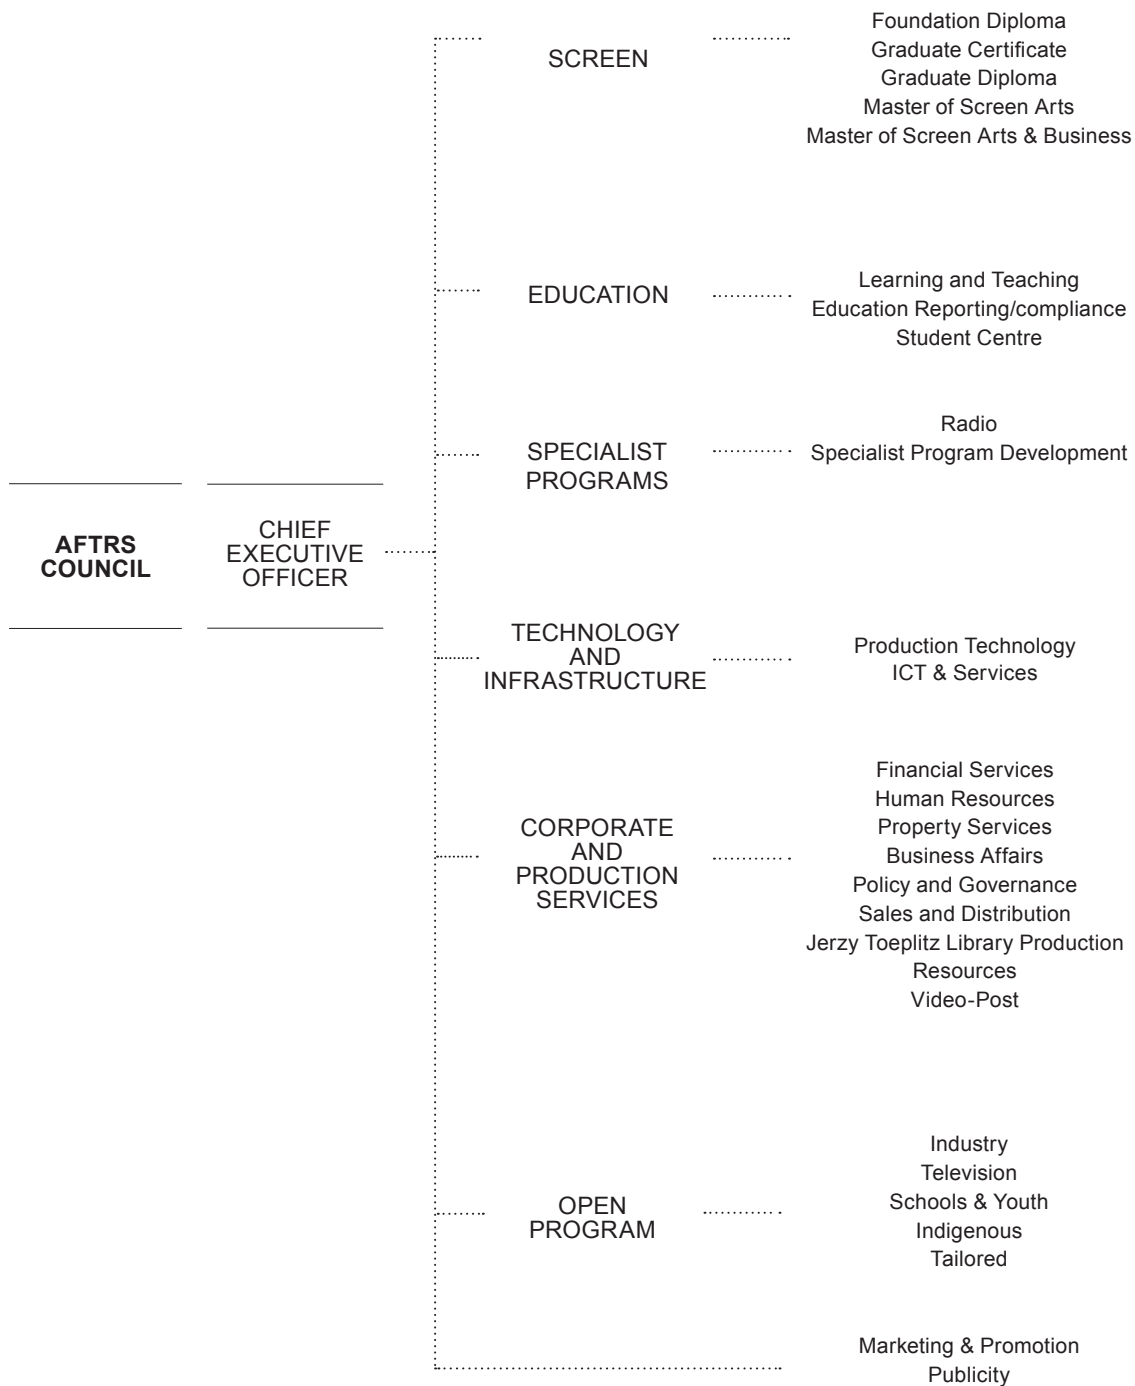 AFTRS
COUNCIL
CHIEF
EXECUTIVE
OFFICER
SCREEN
Foundation Diploma
Graduate Certificate
Graduate Diploma
Master of Screen Arts
Master of Screen Arts & Business
EDUCATION
Learning and Teaching
Education Reporting/compliance
Student Centre
SPECIALIST
PROGRAMS
Radio
Specialist Program Development
TECHNOLOGY
AND
INFRASTRUCTURE
Production Technology
ICT & Services
CORPORATE
AND
PRODUCTION
SERVICES
Financial Services
Human Resources
Property Services
Business Affairs
Policy and Governance
Sales and Distribution
Jerzy Toeplitz Library Production
Resources
Video-Post
OPEN
PROGRAM
Industry
Television
Schools & Youth
Indigenous
Tailored
Marketing & Promotion
Publicity